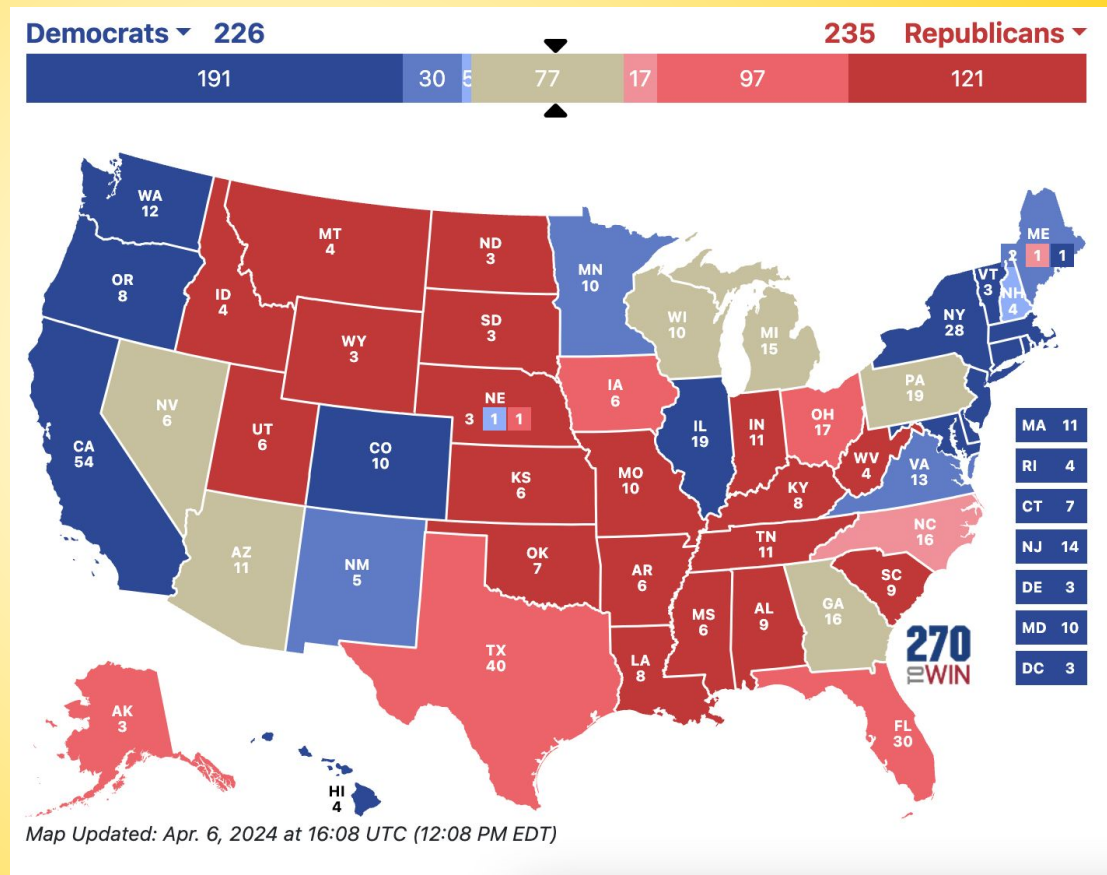 Democrats 226
235 Republicans
191 30 5 77 17 97 121
WA
12
OR
8
CA
54
NV
6
ID
4
MT
4
WY
3
UT
6
AZ
11
CO
10
NM
5
ND
3
SD
3
NE
3 1 1
KS
6
OK
7
TX
40
MN
10
IA
6
MO
10
AR
6
LA
8
WI
10
IL
19
MI
15
IN
11
OH
17
KY
8
TN
11
MS
6
AL
9
GA
16
FL
30
SC
9
NC
16
VA
13
WV
4
PA
19
NY
28
VT
3
NH
4
ME
2 1 1
MA 11
RI 4
CT 7
NJ 14
DE 3
MD 10
DC 3
270
TO WIN
AK
3
HI
4
Map Updated: Apr. 6, 2024 at 16:08 UTC (12:08 PM EDT)